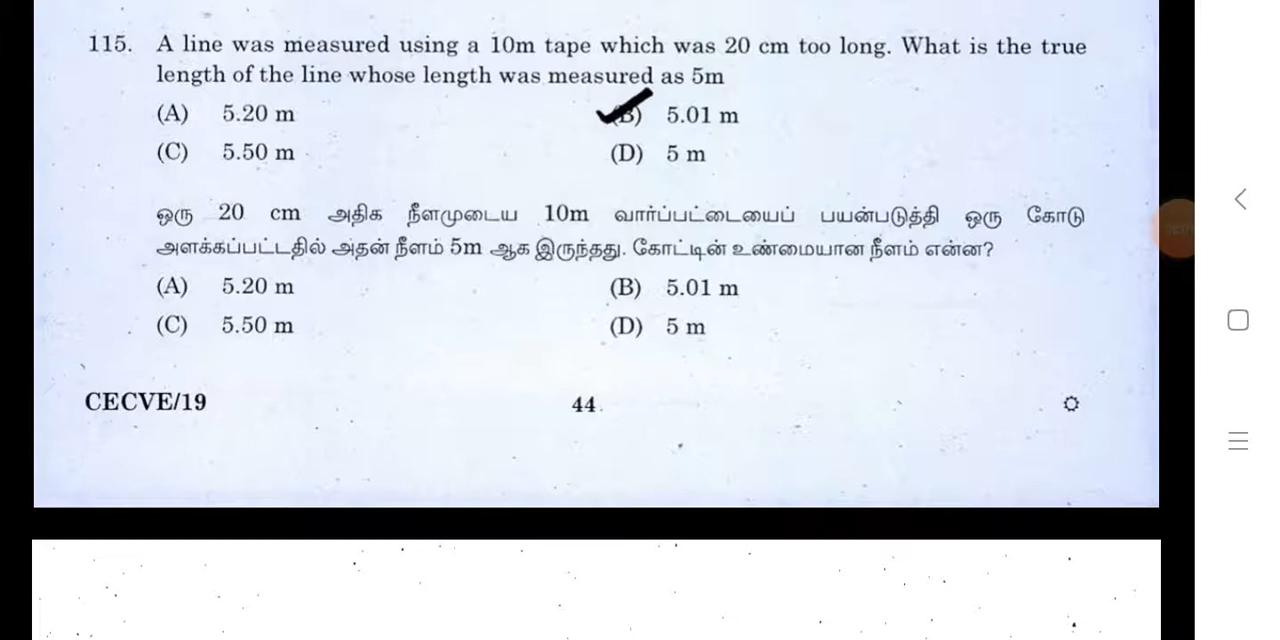 115. A line was measured using a 10m tape which was 20 cm too long. What is the true
length of the line whose length was measured as 5m
(A) 5.20 m (B) 5.01 m
(C) 5.50 m (D) 5 m
ஒரு 20 cm அதிக நீளமுடைய 10m வார்ப்பட்டையைப் பயன்படுத்தி ஒரு கோடு
அளக்கப்பட்டதில் அதன் நீளம் 5m ஆக இருந்தது. கோட்டின் உண்மையான நீளம் என்ன?
(A) 5.20 m (B) 5.01 m
(C) 5.50 m (D) 5 m
CECVE/19 44